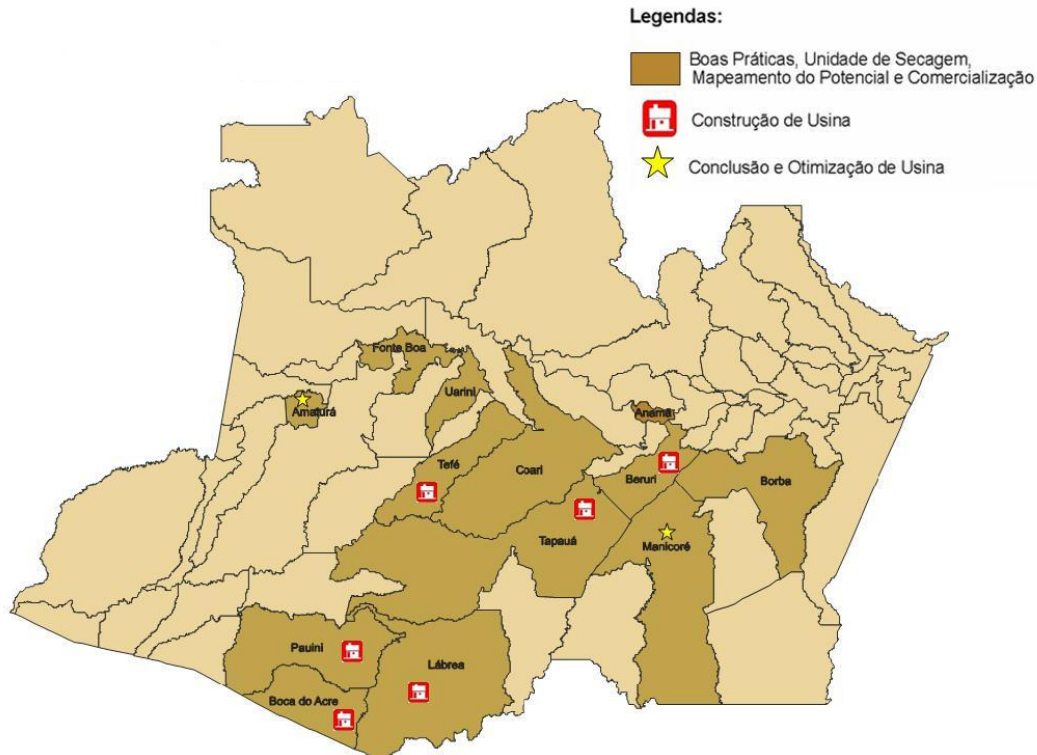 Legendas:
Boas Práticas, Unidade de Secagem,
Mapeamento do Potencial e Comercialização
Construção de Usina
Conclusão e Otimização de Usina
Fonte Boa
Uarini
Amaturá
Anamã
Tefé
Coari
Beruri
Borba
Tapauá
Manicoré
Pauini
Lábrea
Boca do Acre